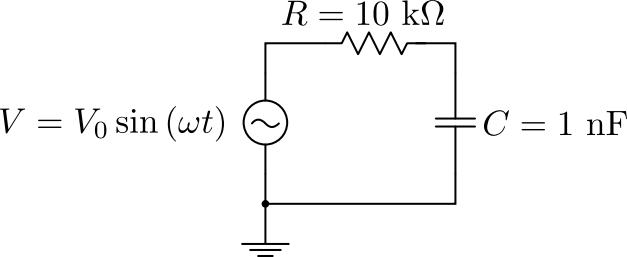 R = 10 kΩ
V = V₀ sin (ωt)
C = 1 nF